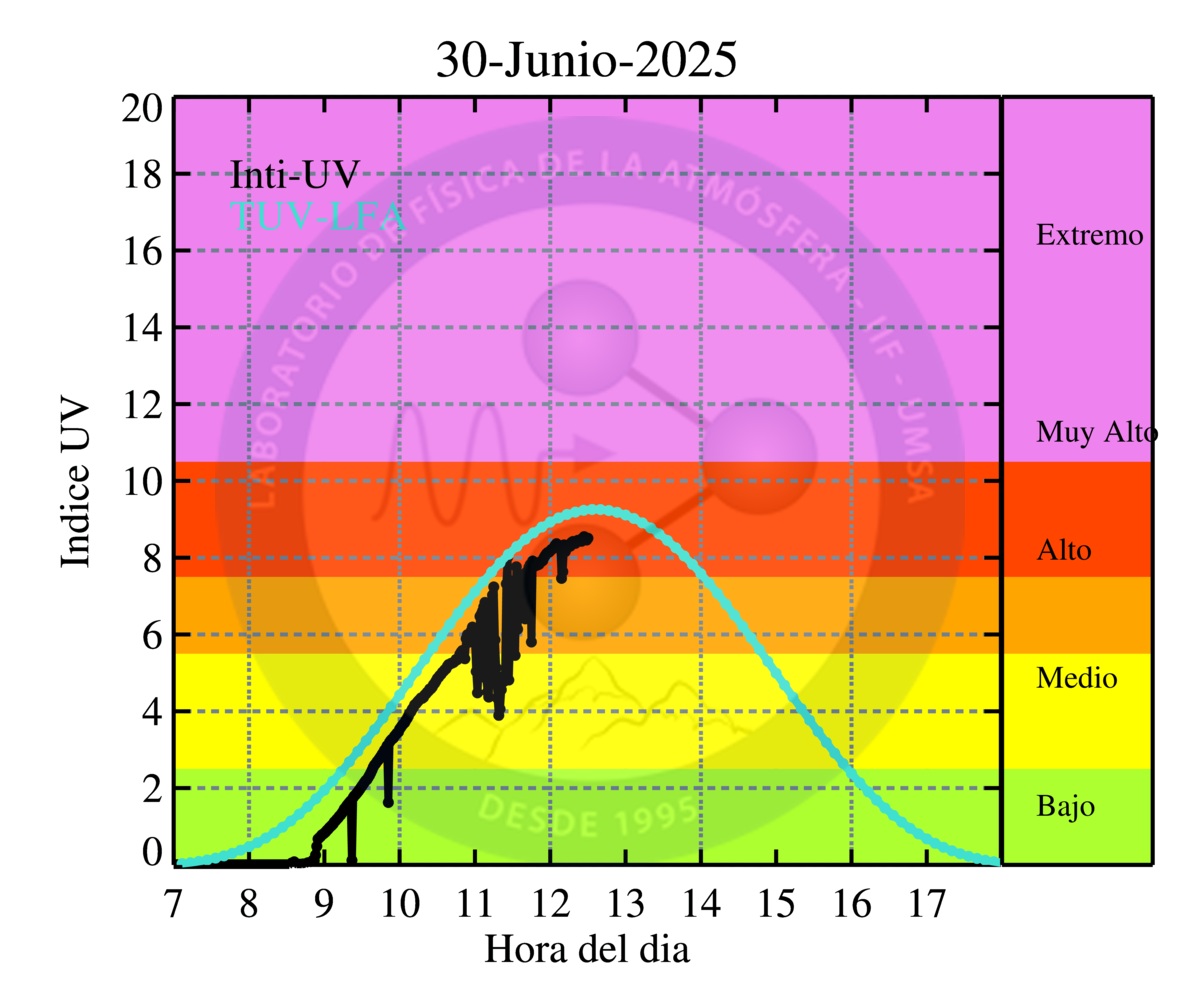 30-Junio-2025
20
18
16
14
12
10
8
6
4
2
0
Indice UV
Inti-UV
TUV-LFA
LABORATORIO DE FÍSICA DE LA ATMÓSFERA - IIF - UMSA
DESDE 1995
Extremo
Muy Alto
Alto
Medio
Bajo
7 8 9 10 11 12 13 14 15 16 17
Hora del dia